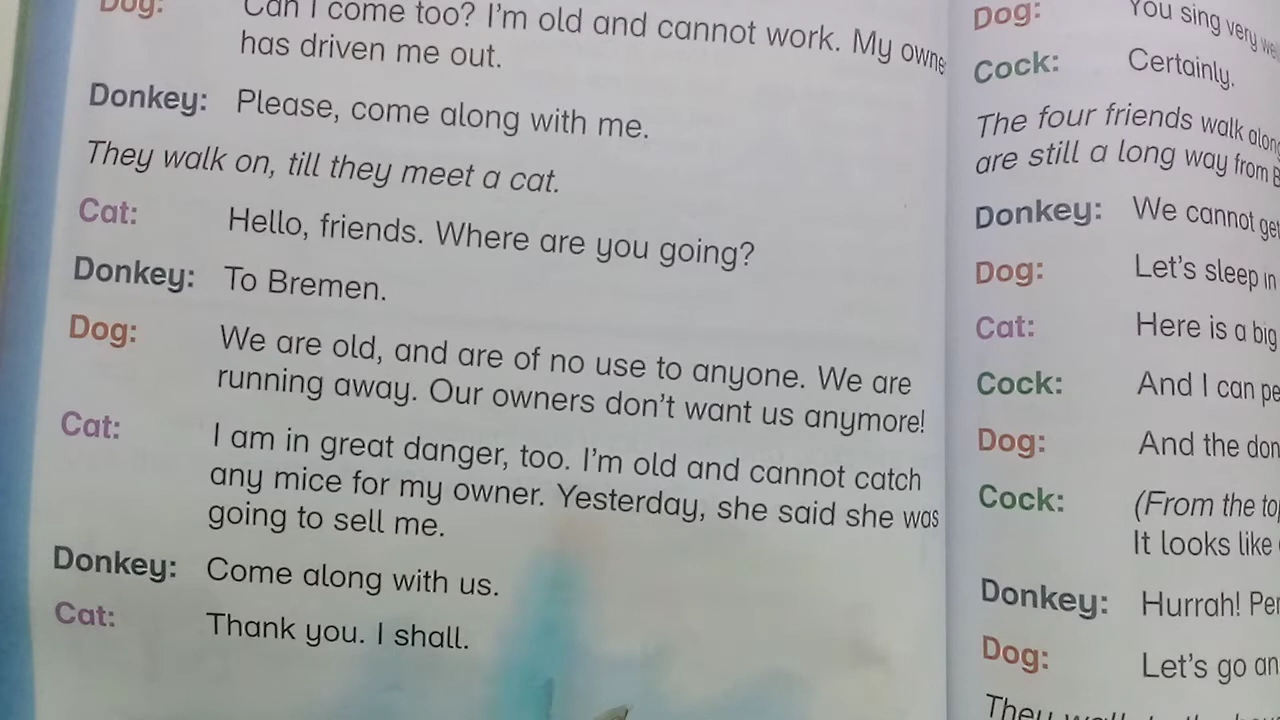 Dog: Can I come too? I'm old and cannot work. My
has driven me out.
Donkey: Please, come along with me.
They walk on, till they meet a cat.
Cat: Hello, friends. Where are you going?
Donkey: To Bremen.
Dog: We are old, and are of no use to anyone. We are
running away. Our owners don't want us anymore!
Cat: I am in great danger, too. I'm old and cannot catch
any mice for my owner. Yesterday, she said she was
going to sell me.
Donkey: Come along with us.
Cat: Thank you. I shall.
Dog: You sing very
Cock: Certainly.
The four friends walk along
are still a long way from
Donkey: We cannot get
Dog: Let's sleep in
Cat: Here is a big
Cock: And I can
Dog: And the
Cock: (From the
It looks like
Donkey: Hurrah!
Dog: Let's go
They